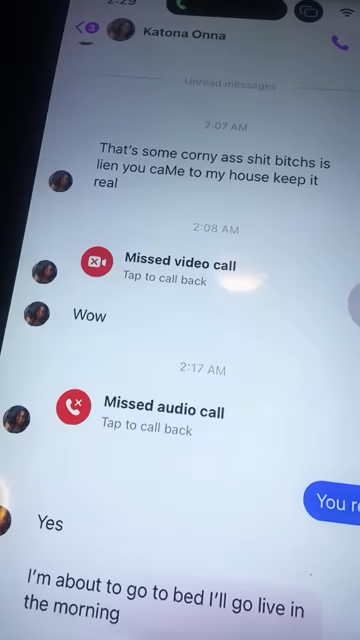 2:29
3
Katona Onna
Unread messages
2:07 AM
That's some corny ass shit bitchs is
lien you caMe to my house keep it
real
2:08 AM
Missed video call
Tap to call back
Wow
2:17 AM
Missed audio call
Tap to call back
You re
Yes
I'm about to go to bed I'll go live in
the morning